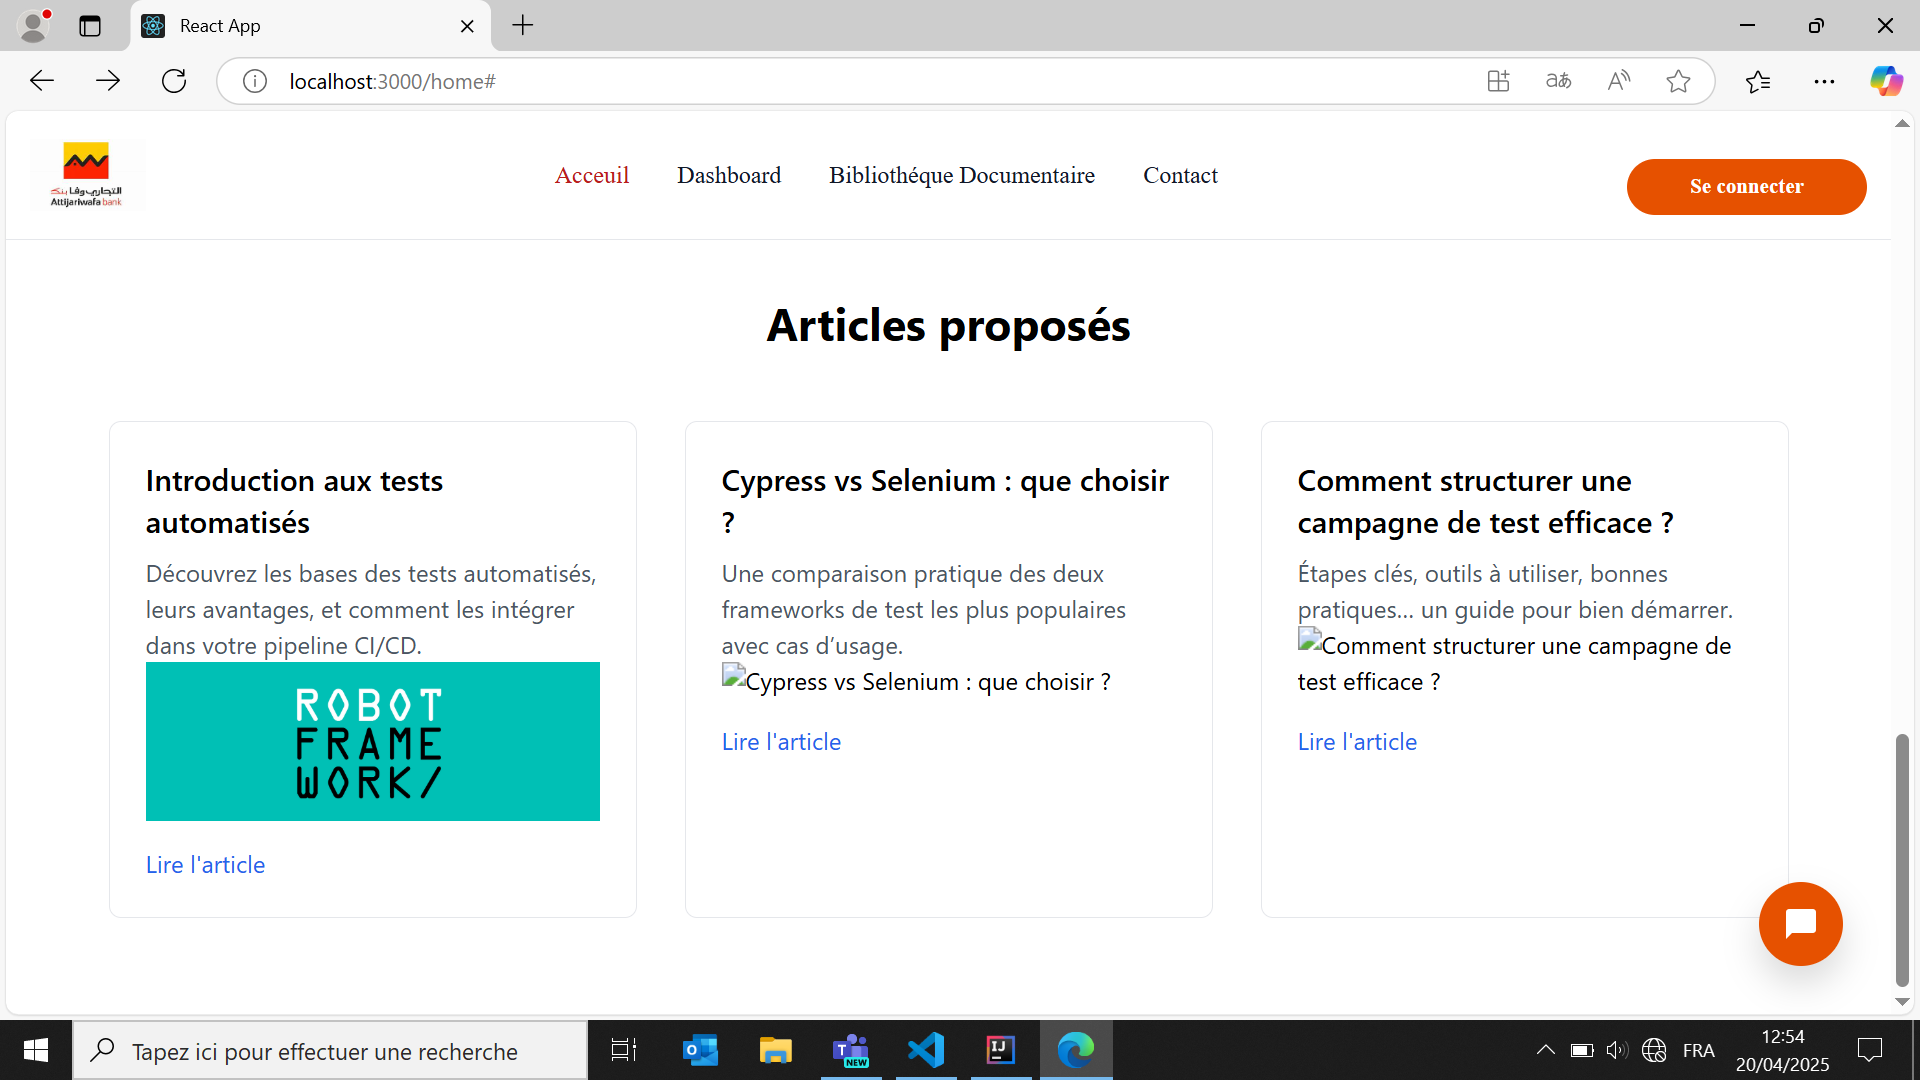 React App
localhost:3000/home#
التجاري وفا بنك
Attijariwafa bank
Acceuil
Dashboard
Bibliothéque Documentaire
Contact
Se connecter
Articles proposés
Introduction aux tests
automatisés
Découvrez les bases des tests automatisés,
leurs avantages, et comment les intégrer
dans votre pipeline CI/CD.
ROBOT
FRAME
WORK/
Lire l'article
Cypress vs Selenium : que choisir
?
Une comparaison pratique des deux
frameworks de test les plus populaires
avec cas d’usage.
Cypress vs Selenium : que choisir ?
Lire l'article
Comment structurer une
campagne de test efficace ?
Étapes clés, outils à utiliser, bonnes
pratiques… un guide pour bien démarrer.
Comment structurer une campagne de
test efficace ?
Lire l'article
Tapez ici pour effectuer une recherche
NEW
FRA
12:54
20/04/2025